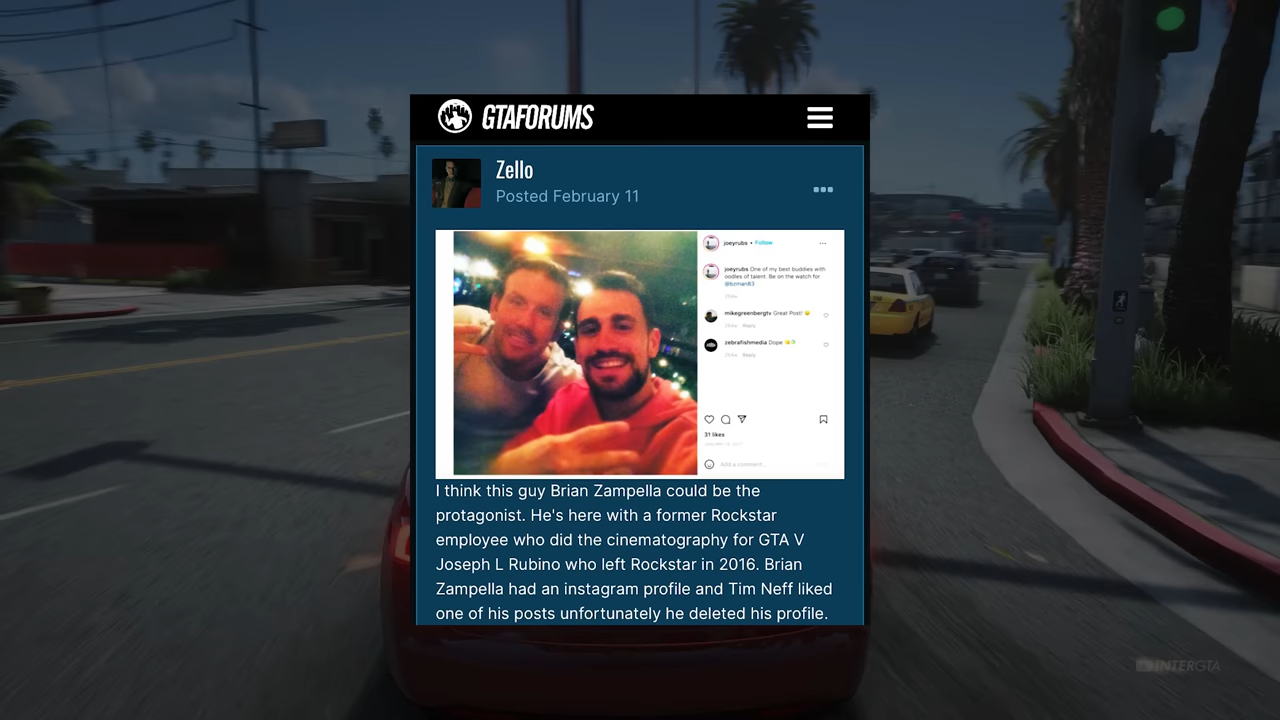 GTAFORUMS
Zello
Posted February 11
joeyrubs • Follow
joeyrubs One of my best buddies with
oodles of talent. Be on the watch for
@bzman83
mikegreenbergtv Great Post!
Reply
zebrafishmedia Dope
Reply
31 likes
Add a comment...
I think this guy Brian Zampella could be the
protagonist. He's here with a former Rockstar
employee who did the cinematography for GTA V
Joseph L Rubino who left Rockstar in 2016. Brian
Zampella had an instagram profile and Tim Neff liked
one of his posts unfortunately he deleted his profile.
INTERGTA